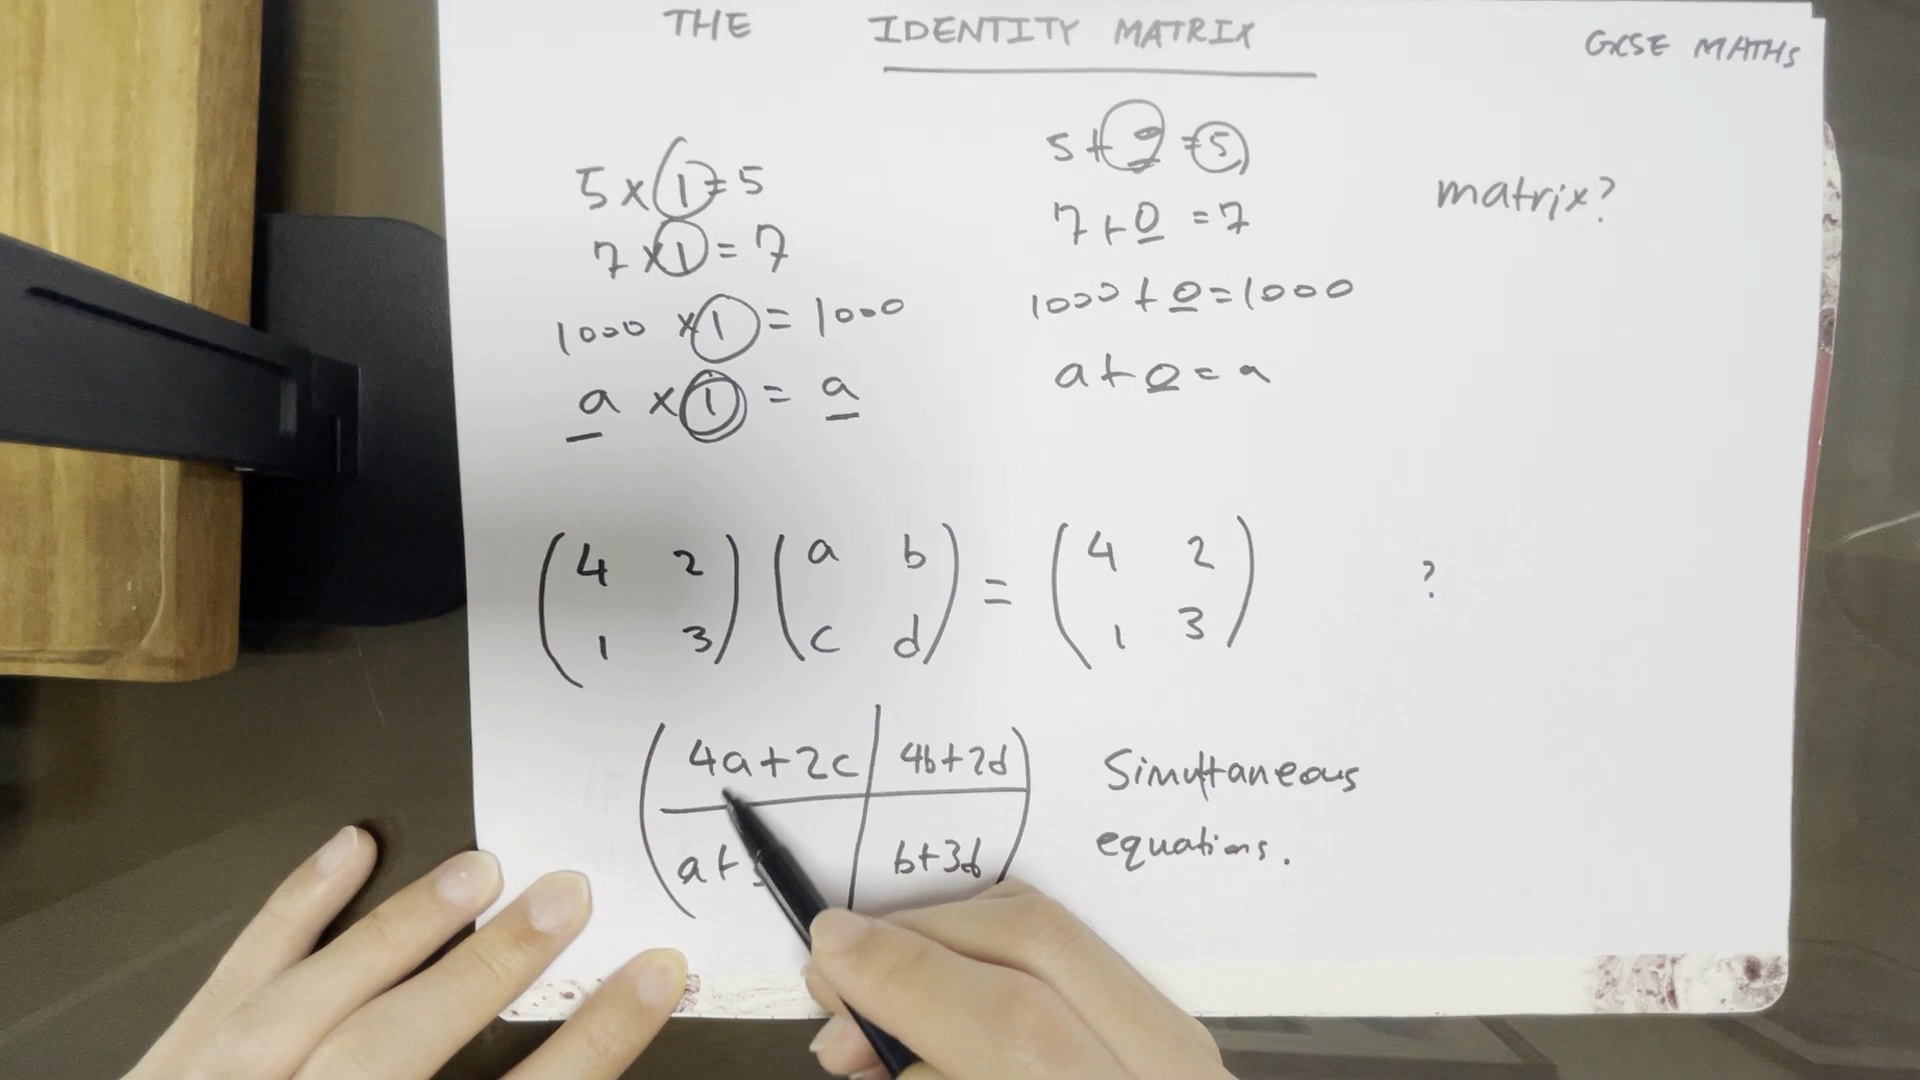 THE IDENTITY MATRIX
GCSE MATHS
5 × 1 = 5
7 × 1 = 7
1000 × 1 = 1000
a × 1 = a
5 + 0 = 5
7 + 0 = 7
1000 + 0 = 1000
a + 0 = a
matrix?
(4 2) (a b) = (4 2)
(1 3) (c d) (1 3)
?
4a+2c 4b+2d
a+ b+3d
Simultaneous
equations.